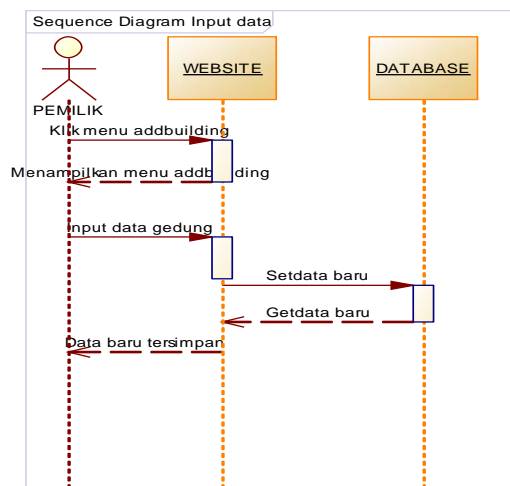 Sequence Diagram Input data
WEBSITE
DATABASE
PEMILIK
Klik menu addbuilding
Menampilkan menu addbuilding
Input data gedung
Setdata baru
Getdata baru
Data baru tersimpan